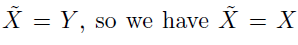 X̃ = Y, so we have X̃ = X